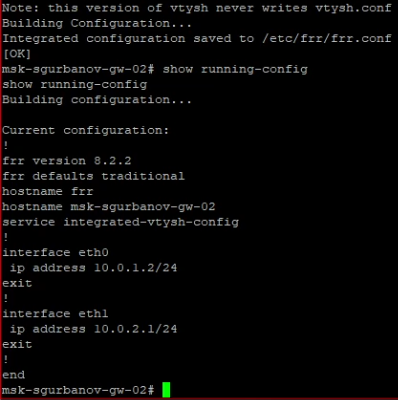 Note: this version of vtysh never writes vtysh.conf
Building Configuration...
Integrated configuration saved to /etc/frr/frr.conf
[OK]
msk-sgurbanov-gw-02# show running-config
show running-config
Building configuration...

Current configuration:
!
frr version 8.2.2
frr defaults traditional
hostname frr
hostname msk-sgurbanov-gw-02
service integrated-vtysh-config
!
interface eth0
 ip address 10.0.1.2/24
exit
!
interface eth1
 ip address 10.0.2.1/24
exit
!
end
msk-sgurbanov-gw-02#